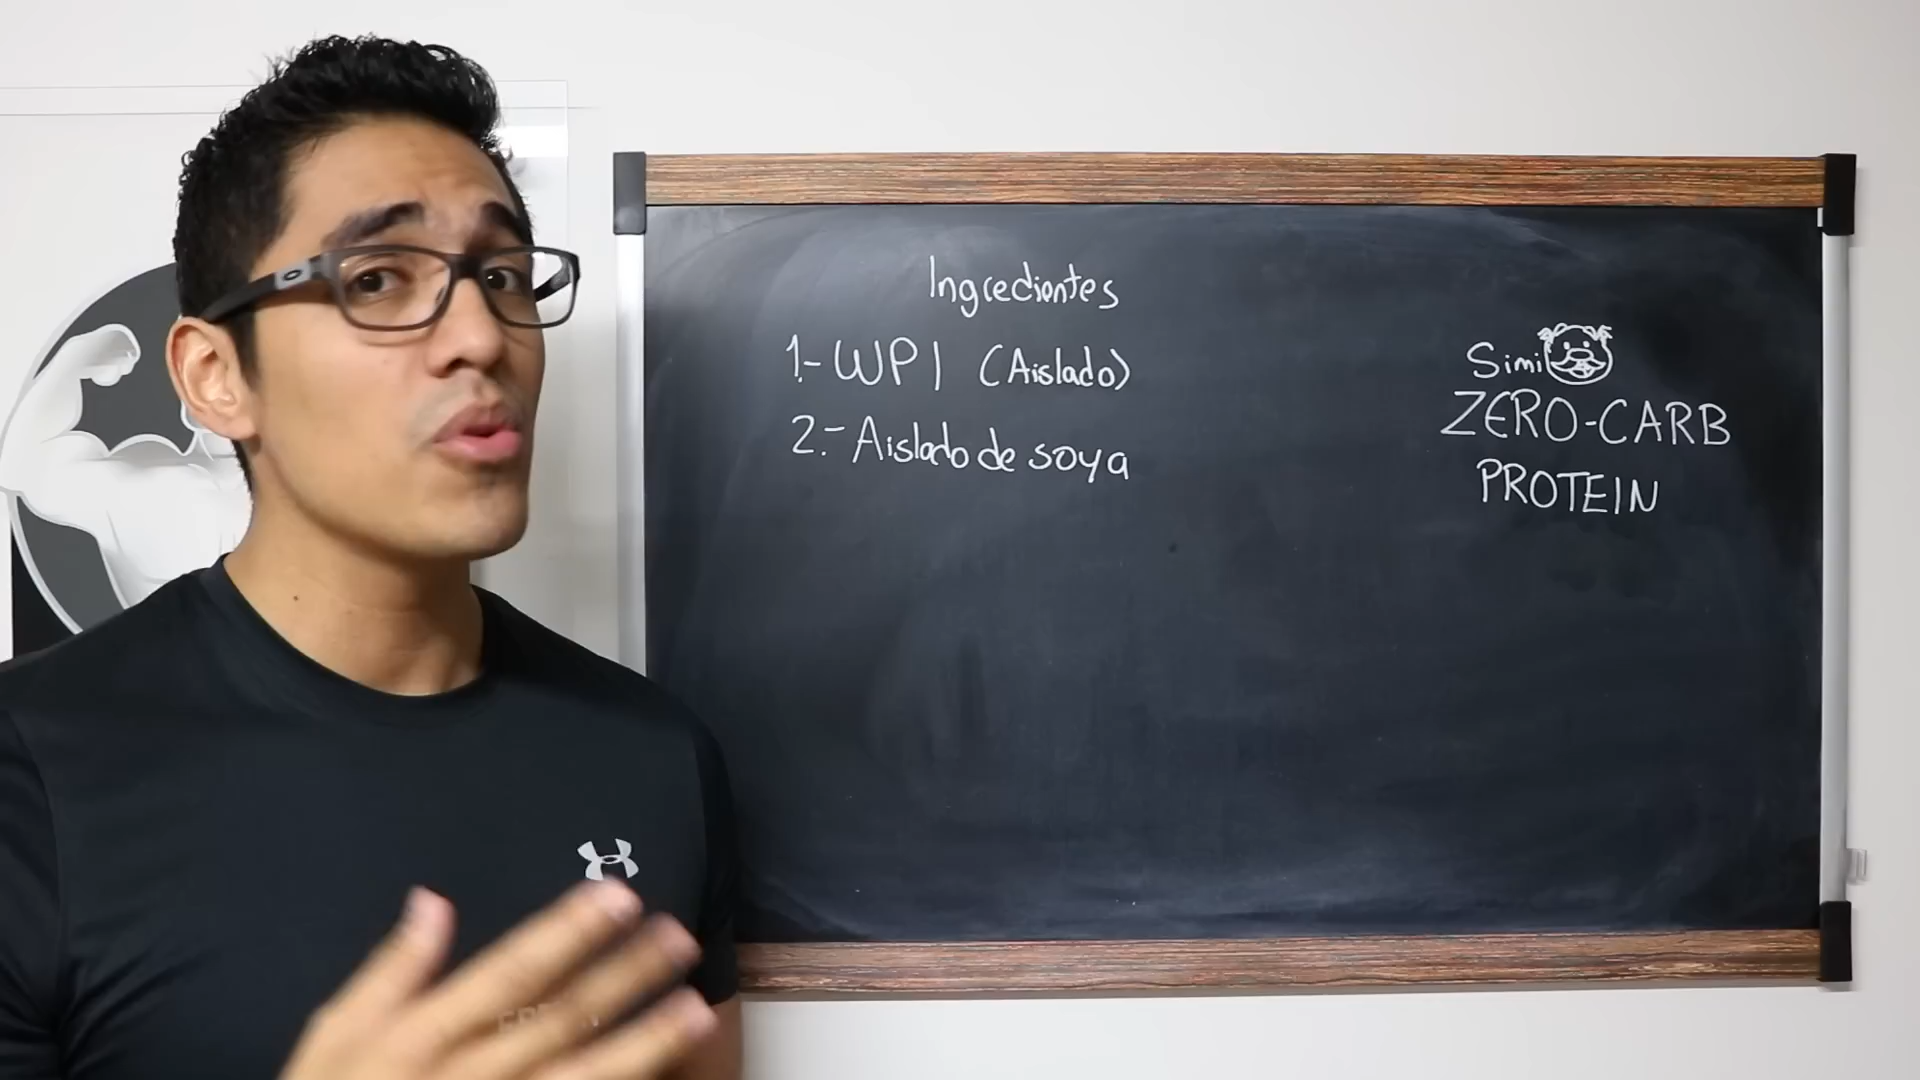 Ingredientes
1.- WPI (Aislado)
2.- Aislado de soya
Simi
ZERO-CARB
PROTEIN